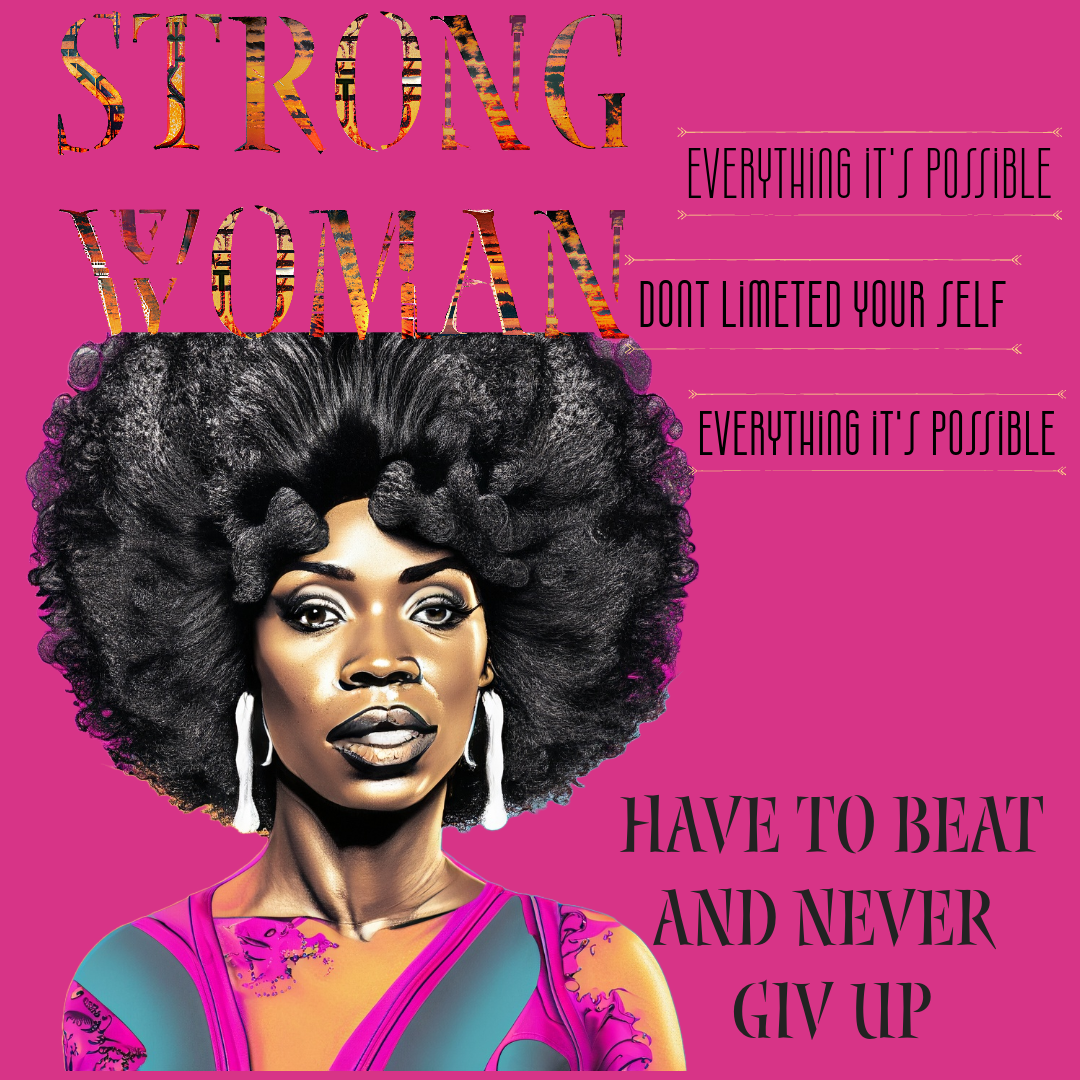 STRONG
WOMAN
EVERYTHING IT'S POSSIBLE
DONT LIMETED YOUR SELF
EVERYTHING IT'S POSSIBLE
HAVE TO BEAT
AND NEVER
GIV UP